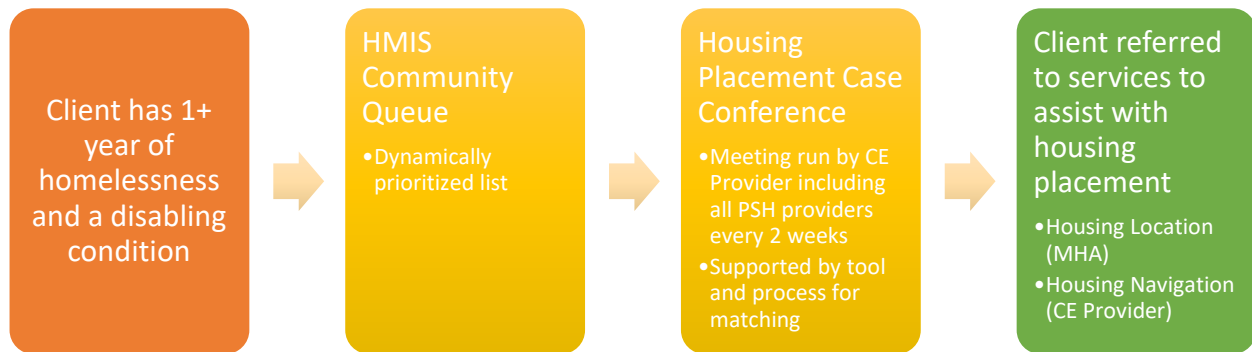 Client has 1+
year of
homelessness
and a disabling
condition
HMIS
Community
Queue
•Dynamically
prioritized list
Housing
Placement Case
Conference
•Meeting run by CE
Provider including
all PSH providers
every 2 weeks
•Supported by tool
and process for
matching
Client referred
to services to
assist with
housing
placement
•Housing Location
(MHA)
•Housing Navigation
(CE Provider)